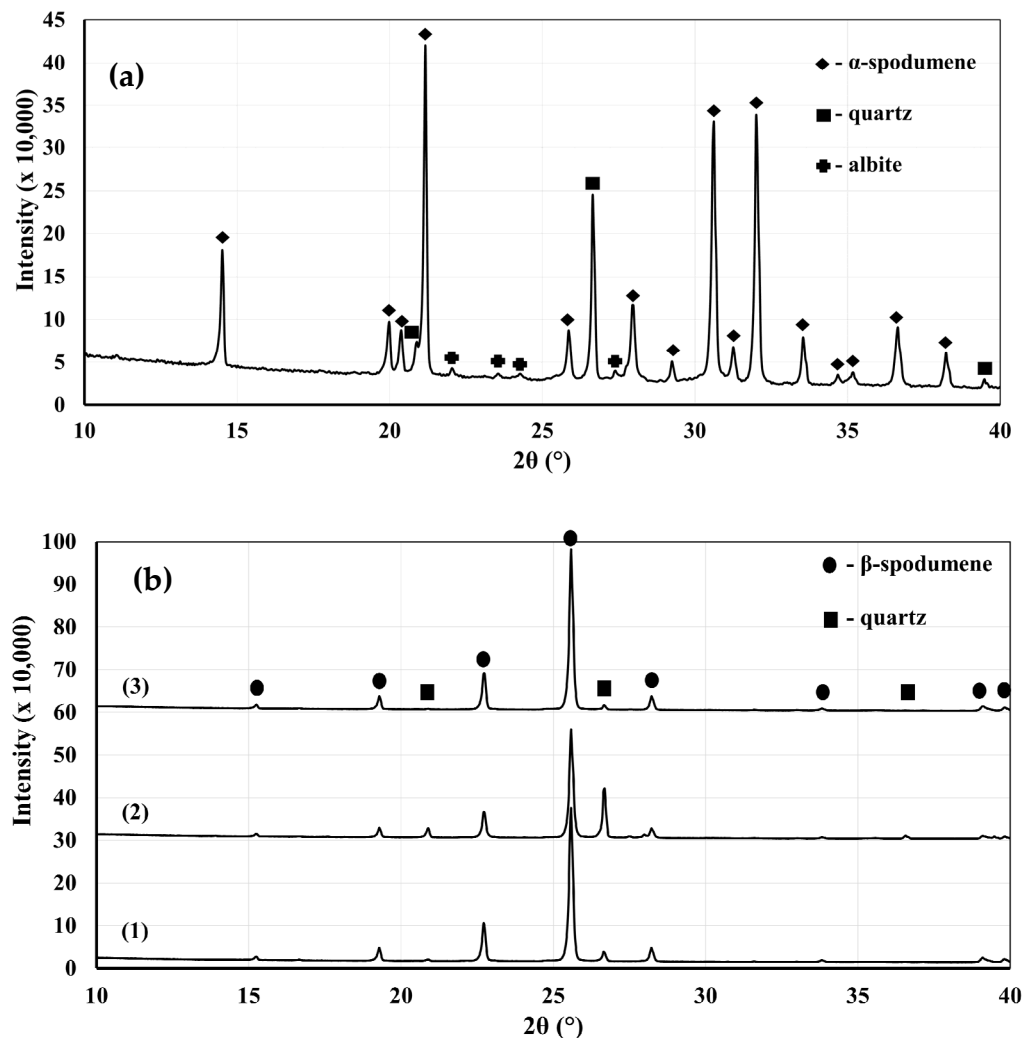 45
40
35
30
25
20
15
10
5
0
Intensity (x 10,000)
(a)
- α-spodumene
- quartz
- albite
10 15 20 25 30 35 40
2θ (°)
100
90
80
70
60
50
40
30
20
10
0
Intensity (x 10,000)
(b)
- β-spodumene
- quartz
(3)
(2)
(1)
10 15 20 25 30 35 40
2θ (°)